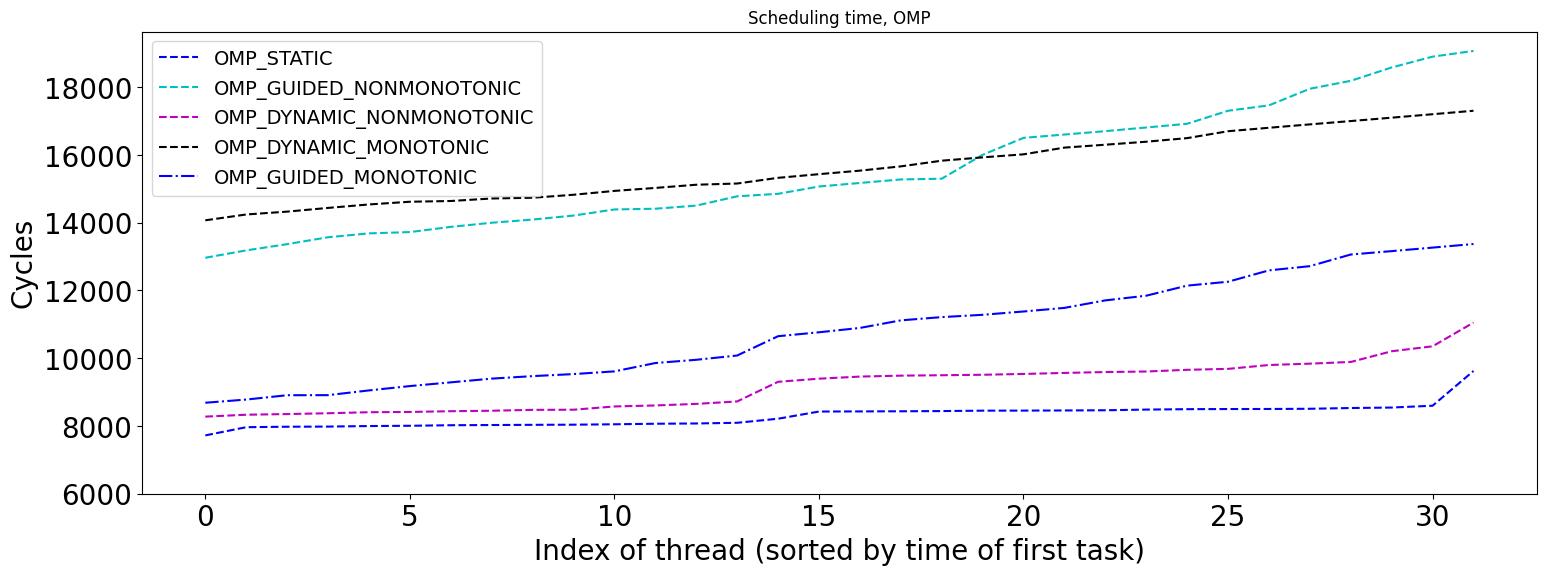 Scheduling time, OMP
OMP_STATIC
OMP_GUIDED_NONMONOTONIC
OMP_DYNAMIC_NONMONOTONIC
OMP_DYNAMIC_MONOTONIC
OMP_GUIDED_MONOTONIC
Cycles
18000
16000
14000
12000
10000
8000
6000
0 5 10 15 20 25 30
Index of thread (sorted by time of first task)